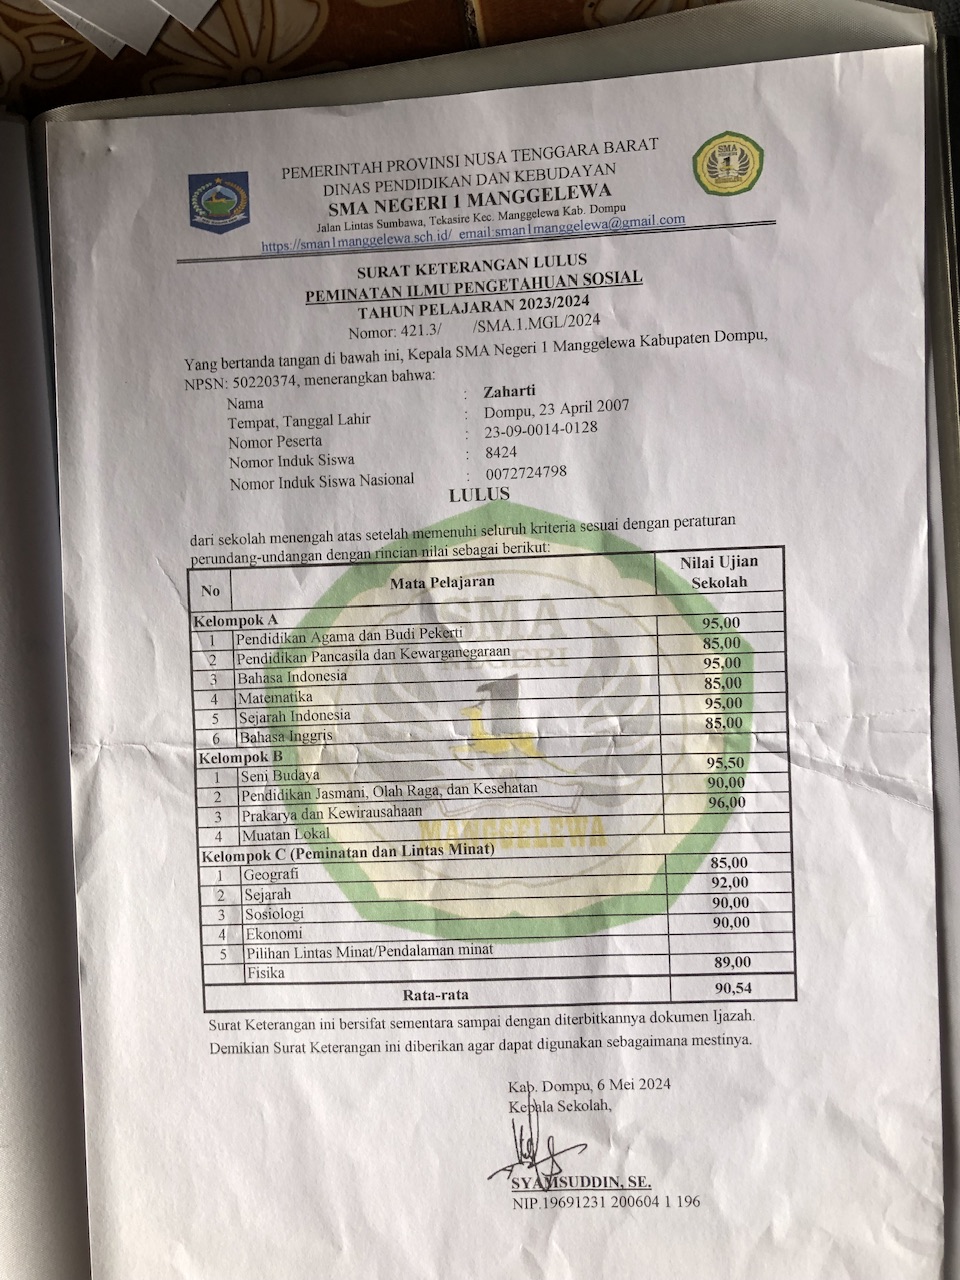 PEMERINTAH PROVINSI NUSA TENGGARA BARAT
DINAS PENDIDIKAN DAN KEBUDAYAN
SMA NEGERI 1 MANGGELEWA
Jalan Lintas Sumbawa, Tekasire Kec. Manggelewa Kab. Dompu
https://sman1manggelewa.sch.id/ email:sman1manggelewa@gmail.com
SURAT KETERANGAN LULUS
PEMINATAN ILMU PENGETAHUAN SOSIAL
TAHUN PELAJARAN 2023/2024
Nomor: 421.3/ /SMA.1.MGL/2024
Yang bertanda tangan di bawah ini, Kepala SMA Negeri 1 Manggelewa Kabupaten Dompu,
NPSN: 50220374, menerangkan bahwa:
Nama : Zaharti
Tempat, Tanggal Lahir : Dompu, 23 April 2007
Nomor Peserta : 23-09-0014-0128
Nomor Induk Siswa : 8424
Nomor Induk Siswa Nasional : 0072724798
LULUS
dari sekolah menengah atas setelah memenuhi seluruh kriteria sesuai dengan peraturan
perundang-undangan dengan rincian nilai sebagai berikut:
No Mata Pelajaran Nilai Ujian Sekolah
Kelompok A
1 Pendidikan Agama dan Budi Pekerti 95,00
2 Pendidikan Pancasila dan Kewarganegaraan 85,00
3 Bahasa Indonesia 95,00
4 Matematika 85,00
5 Sejarah Indonesia 95,00
6 Bahasa Inggris 85,00
Kelompok B
1 Seni Budaya 95,50
2 Pendidikan Jasmani, Olah Raga, dan Kesehatan 90,00
3 Prakarya dan Kewirausahaan 96,00
4 Muatan Lokal
Kelompok C (Peminatan dan Lintas Minat)
1 Geografi 85,00
2 Sejarah 92,00
3 Sosiologi 90,00
4 Ekonomi 90,00
5 Pilihan Lintas Minat/Pendalaman minat
Fisika 89,00
Rata-rata 90,54
SMA
NEGERI
1
MANGGELEWA
Surat Keterangan ini bersifat sementara sampai dengan diterbitkannya dokumen Ijazah.
Demikian Surat Keterangan ini diberikan agar dapat digunakan sebagaimana mestinya.
Kab. Dompu, 6 Mei 2024
Kepala Sekolah,
SYAMSUDDIN, SE.
NIP.19691231 200604 1 196